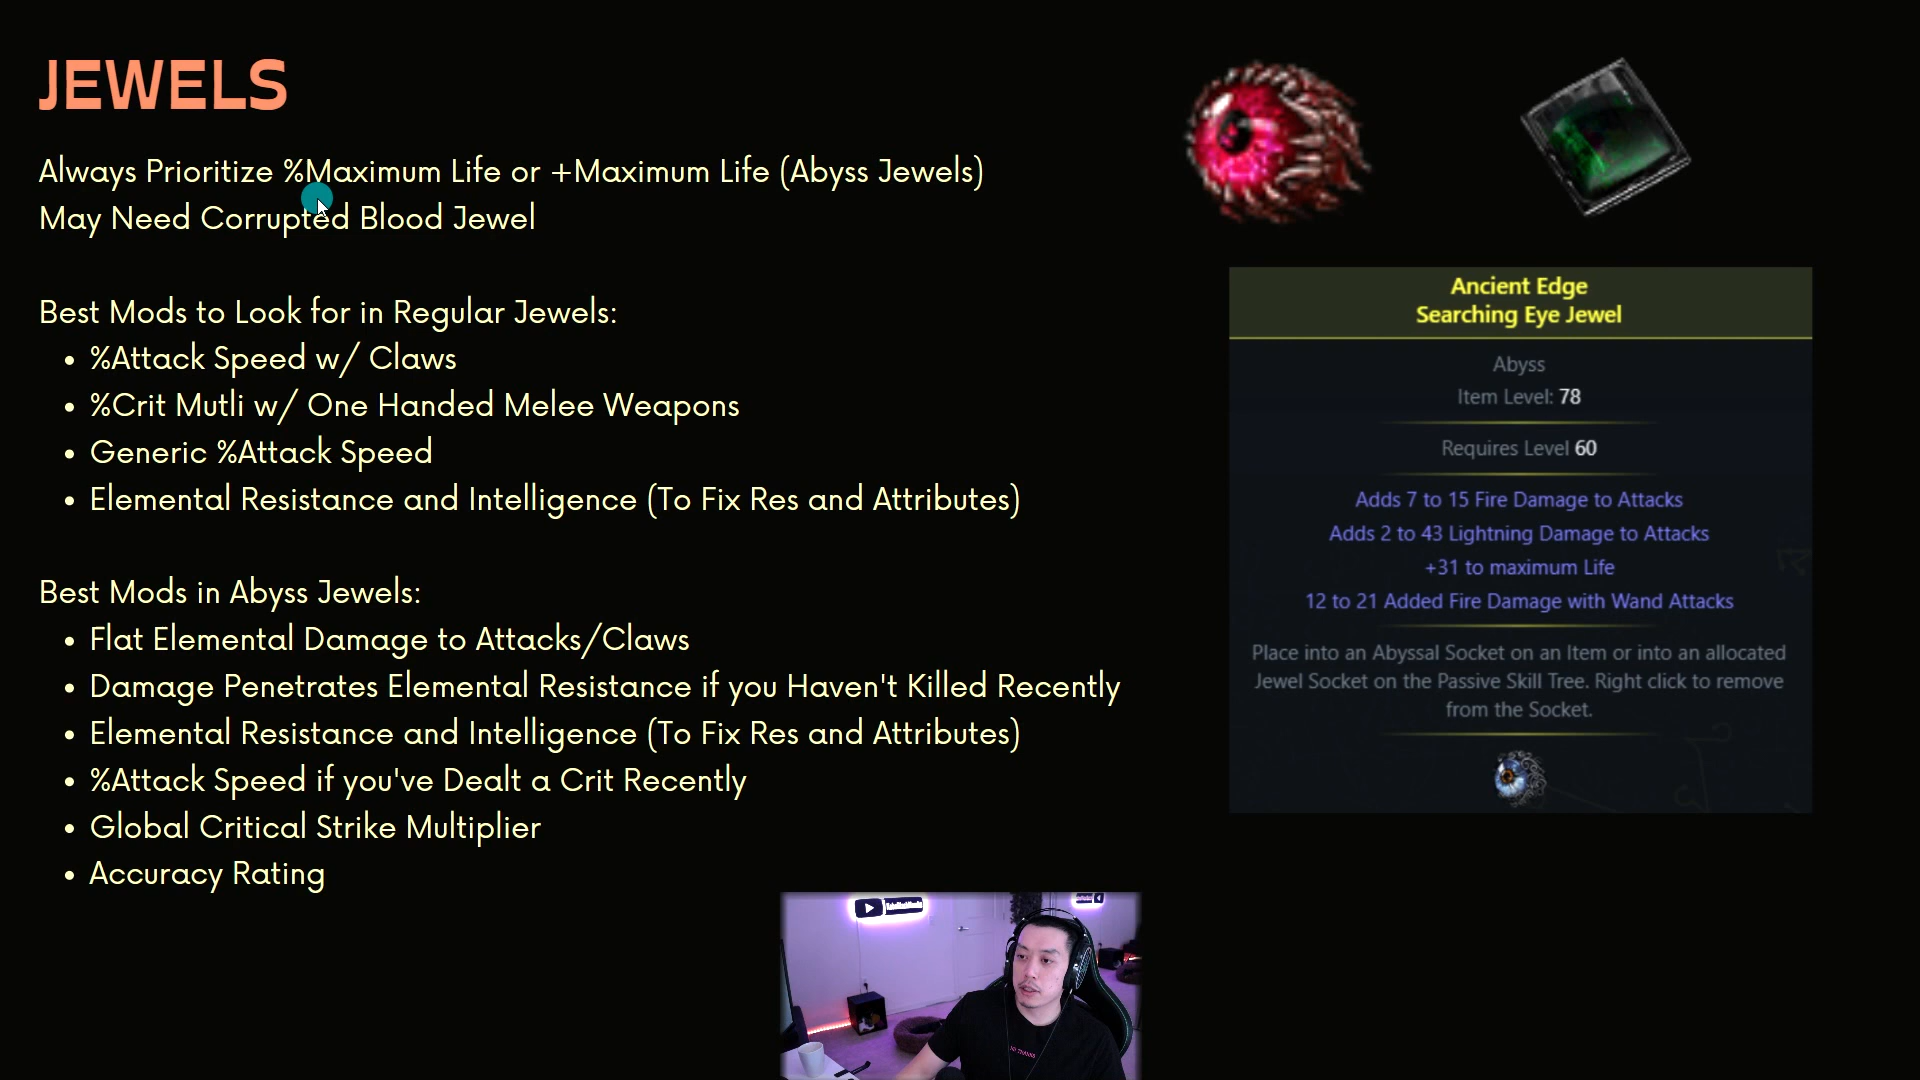 JEWELS
Always Prioritize %Maximum Life or +Maximum Life (Abyss Jewels)
May Need Corrupted Blood Jewel
Best Mods to Look for in Regular Jewels:
• %Attack Speed w/ Claws
• %Crit Mutli w/ One Handed Melee Weapons
• Generic %Attack Speed
• Elemental Resistance and Intelligence (To Fix Res and Attributes)
Best Mods in Abyss Jewels:
• Flat Elemental Damage to Attacks/Claws
• Damage Penetrates Elemental Resistance if you Haven't Killed Recently
• Elemental Resistance and Intelligence (To Fix Res and Attributes)
• %Attack Speed if you've Dealt a Crit Recently
• Global Critical Strike Multiplier
• Accuracy Rating
Ancient Edge
Searching Eye Jewel
Abyss
Item Level: 78
Requires Level 60
Adds 7 to 15 Fire Damage to Attacks
Adds 2 to 43 Lightning Damage to Attacks
+31 to maximum Life
12 to 21 Added Fire Damage with Wand Attacks
Place into an Abyssal Socket on an Item or into an allocated
Jewel Socket on the Passive Skill Tree. Right click to remove
from the Socket.